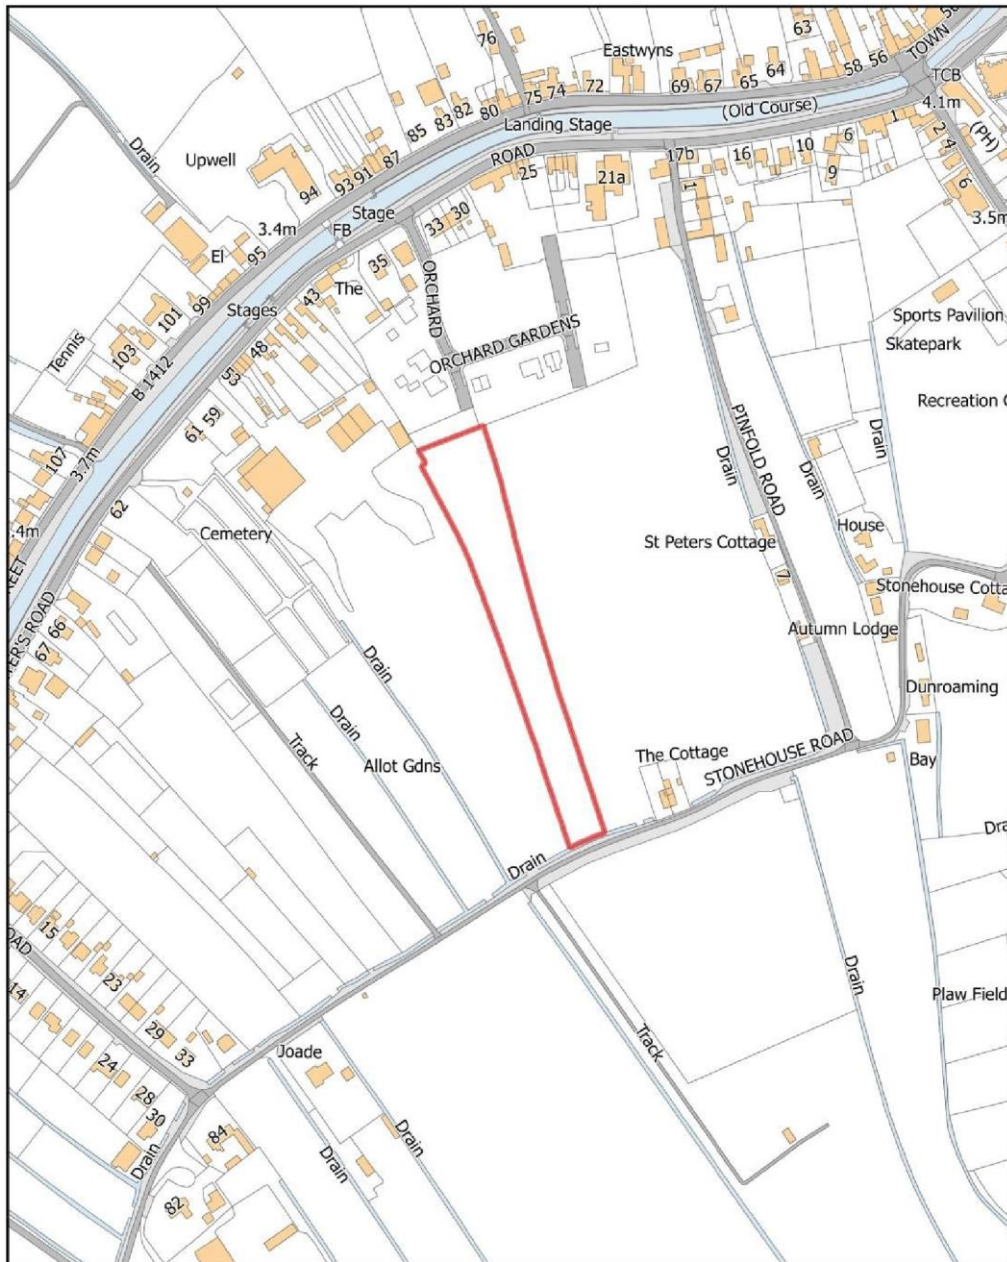 63
58
76
Eastwyns
56
TOWN
64
65
67
69
72
74
75
80
82
83
85
TCB
4.1m
(Old Course)
Landing Stage
ROAD
1
2
4
(PH)
6
3.5m
6
10
9
16
17b
1
21a
25
Drain
Upwell
87
91
93
94
Stage
FB
3.4m
30
33
35
The
El
95
99
101
103
Tennis
B 1412
Stages
43
48
53
ORCHARD
ORCHARD GARDENS
Drain
Sports Pavilion
Skatepark
Recreation
59
61
107
3.7m
62
Cemetery
PINFOLD ROAD
Drain
Drain
Drain
House
St Peters Cottage
7
Stonehouse Cotta
Autumn Lodge
Dunroaming
.4m
REET
TER'S ROAD
66
67
Drain
Drain
Track
Allot Gdns
The Cottage
STONEHOUSE ROAD
Bay
Dra
Drain
15
OAD
23
14
29
33
24
28
30
Joade
Drain
84
82
Drain
Drain
Track
Drain
Plaw Field